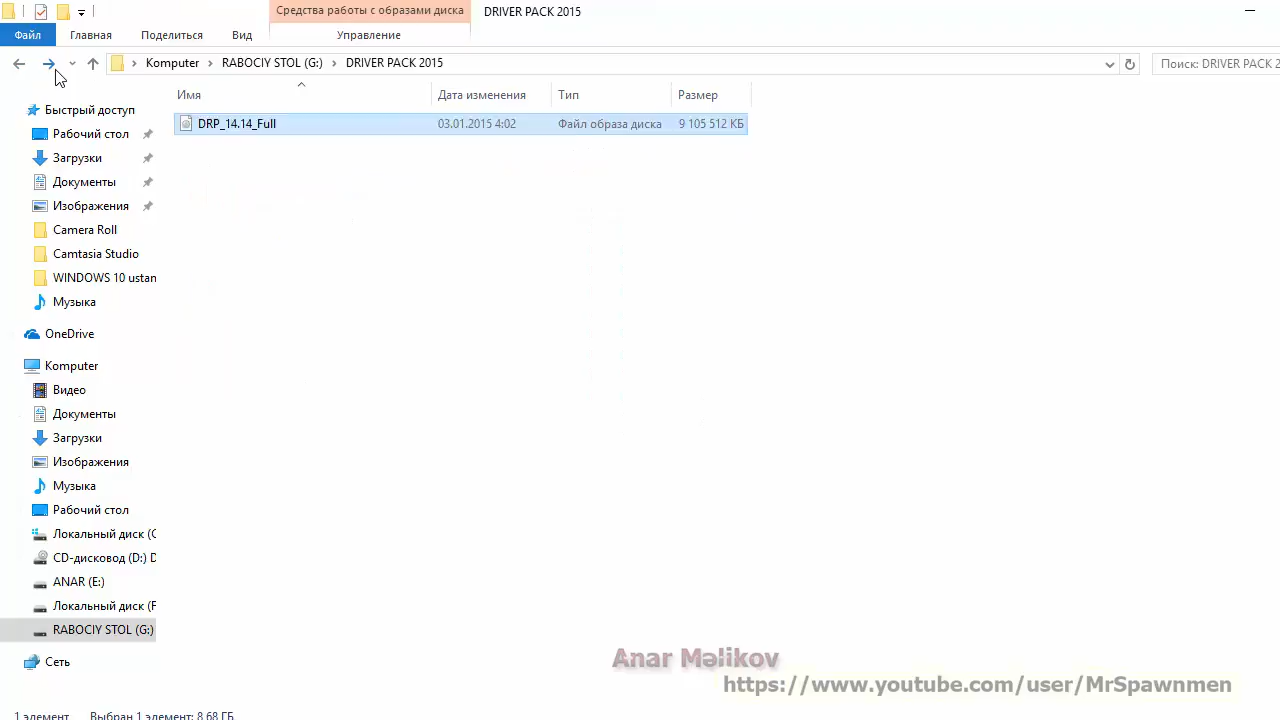 Средства работы с образами диска
DRIVER PACK 2015
Файл
Главная
Поделиться
Вид
Управление
Komputer
RABOCIY STOL (G:)
DRIVER PACK 2015
Поиск: DRIVER PACK 2
Имя
Дата изменения
Тип
Размер
DRP_14.14_Full
03.01.2015 4:02
Файл образа диска
9 105 512 КБ
Быстрый доступ
Рабочий стол
Загрузки
Документы
Изображения
Camera Roll
Camtasia Studio
WINDOWS 10 ustan
Музыка
OneDrive
Komputer
Видео
Документы
Загрузки
Изображения
Музыка
Рабочий стол
Локальный диск (C
CD-дисковод (D:) D
ANAR (E:)
Локальный диск (F
RABOCIY STOL (G:)
Сеть
Anar Məlikov
https://www.youtube.com/user/MrSpawnmen
1 элемент
Выбран 1 элемент: 8,68 ГБ